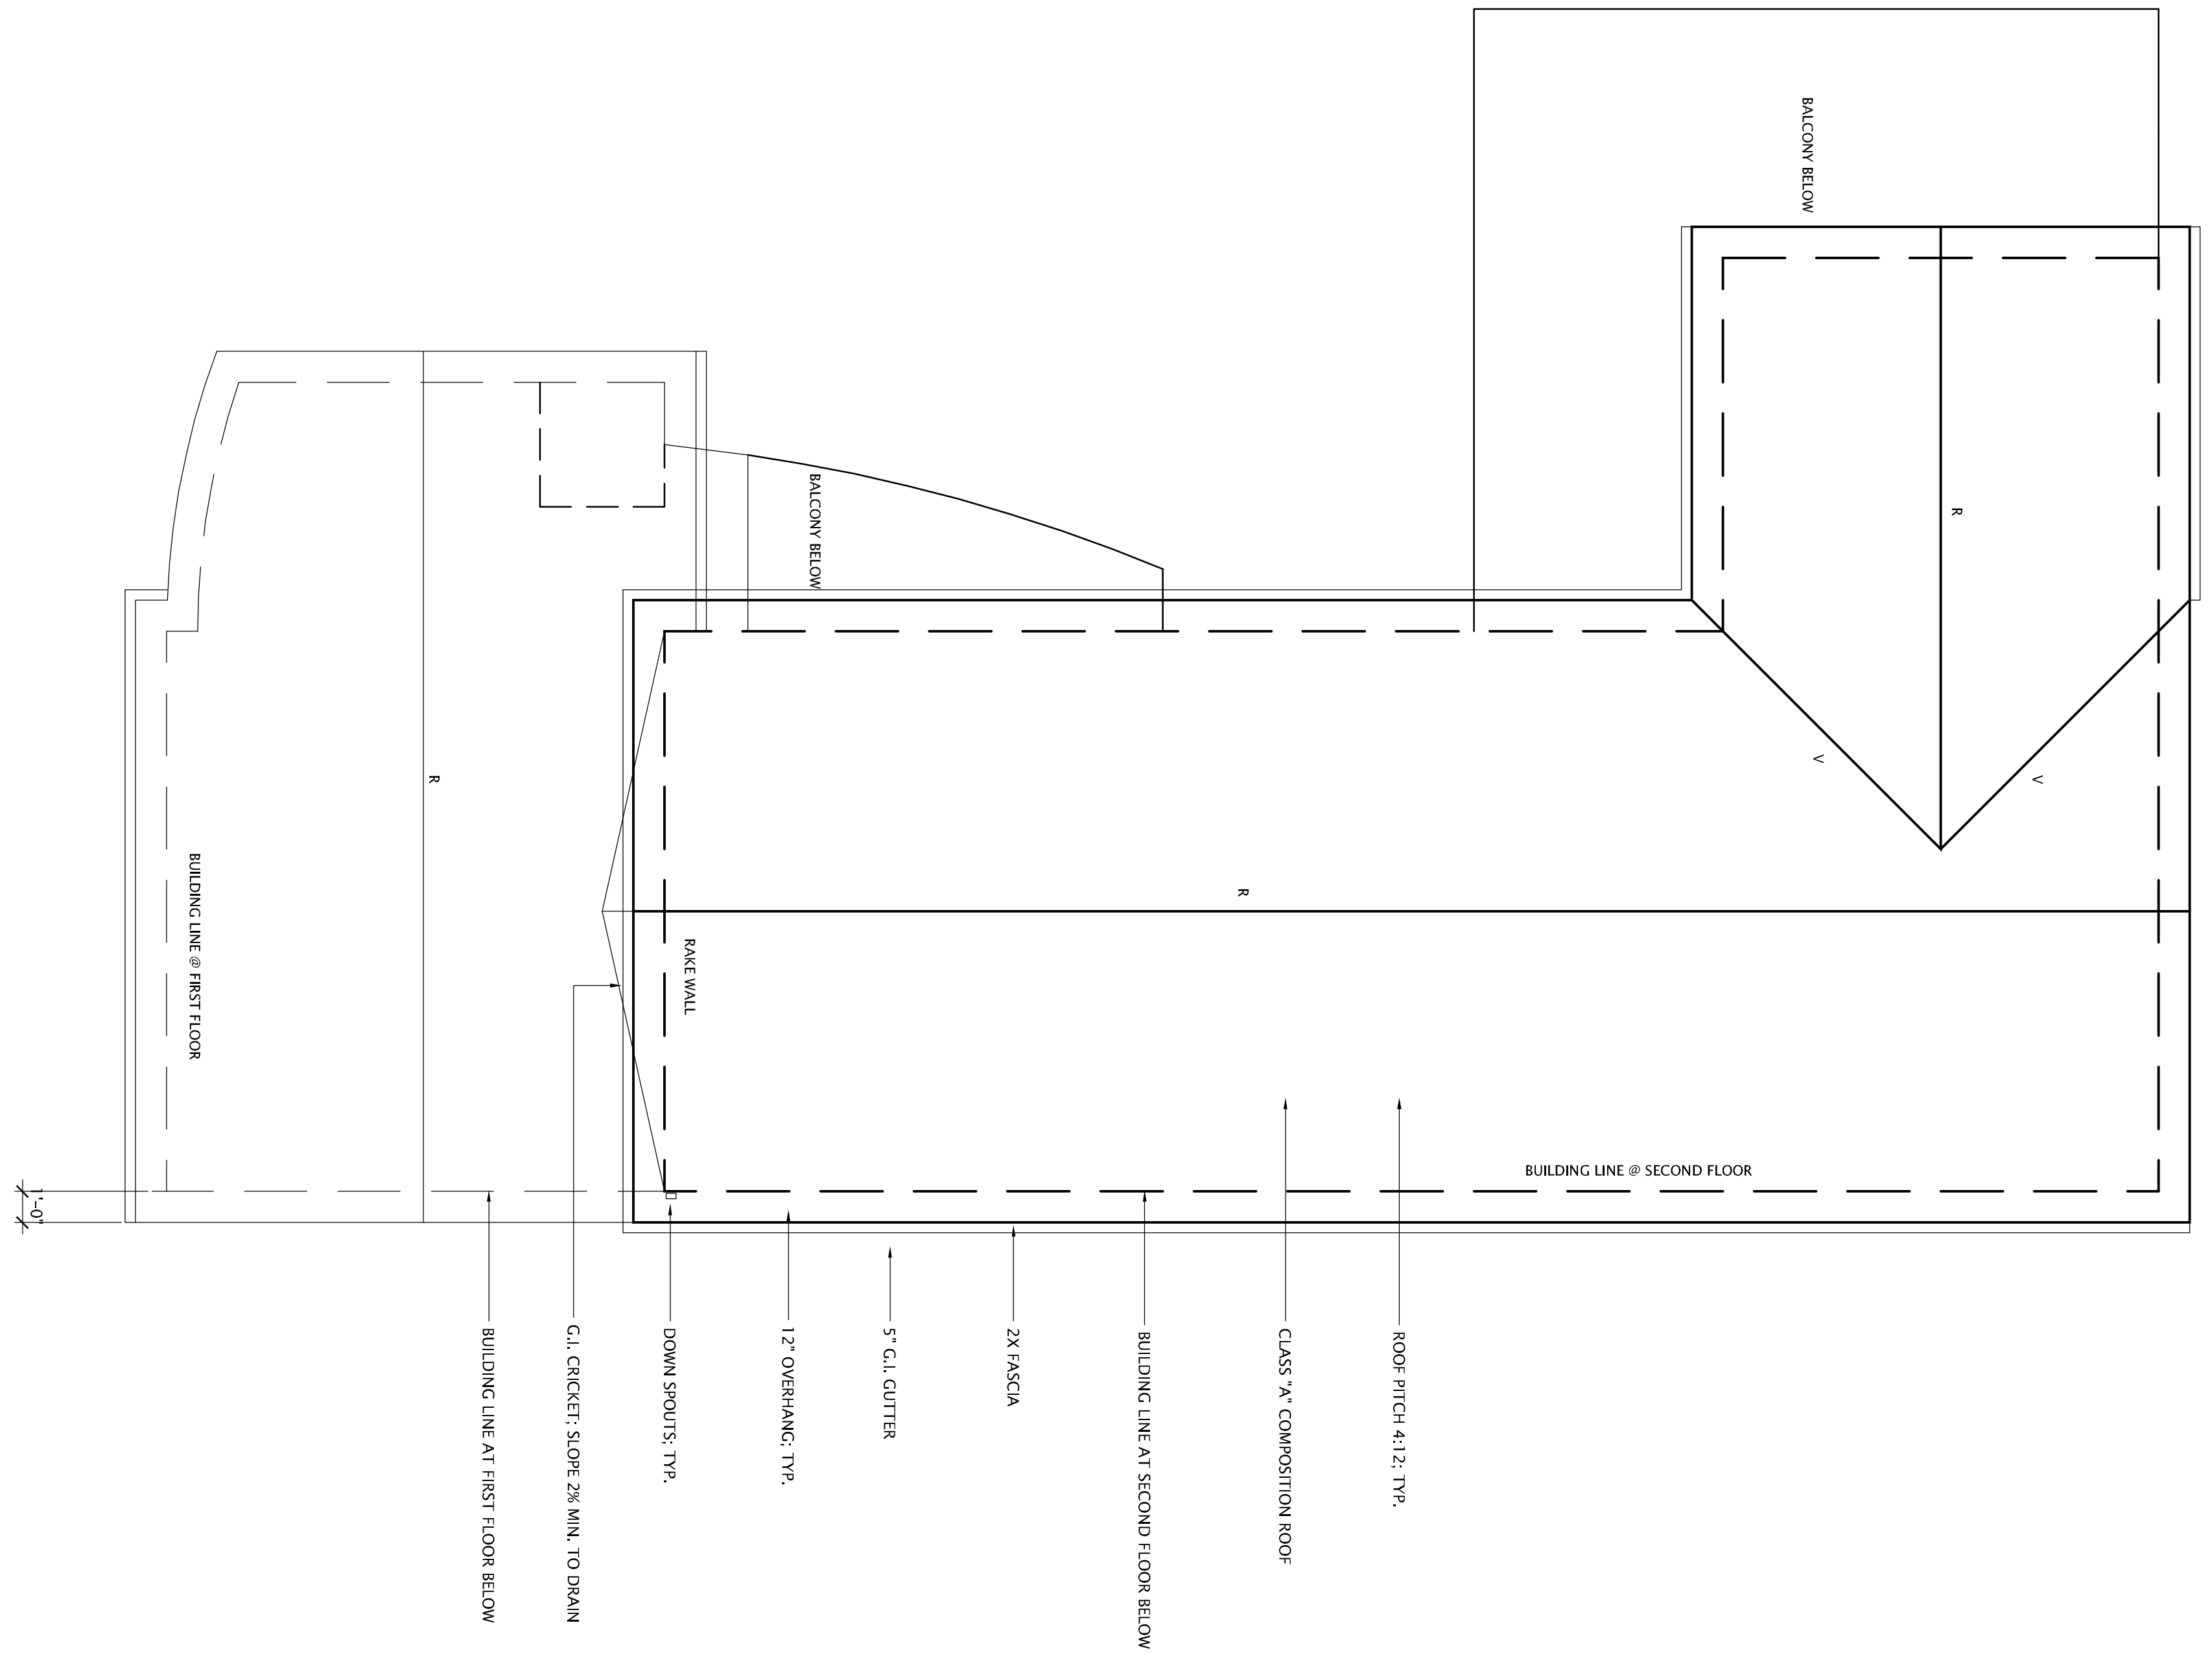 BALCONY BELOW
R
BALCONY BELOW
V
V
R
R
BUILDING LINE @ FIRST FLOOR
RAKE WALL
BUILDING LINE @ SECOND FLOOR
1'-0"
ROOF PITCH 4:12; TYP.
CLASS "A" COMPOSITION ROOF
BUILDING LINE AT SECOND FLOOR BELOW
2X FASCIA
5" G.I. GUTTER
12" OVERHANG; TYP.
DOWN SPOUTS; TYP.
G.I. CRICKET; SLOPE 2% MIN. TO DRAIN
BUILDING LINE AT FIRST FLOOR BELOW